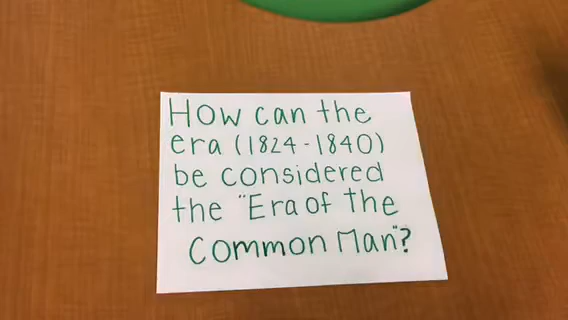 How can the
era (1824-1840)
be considered
the "Era of the
Common Man"?